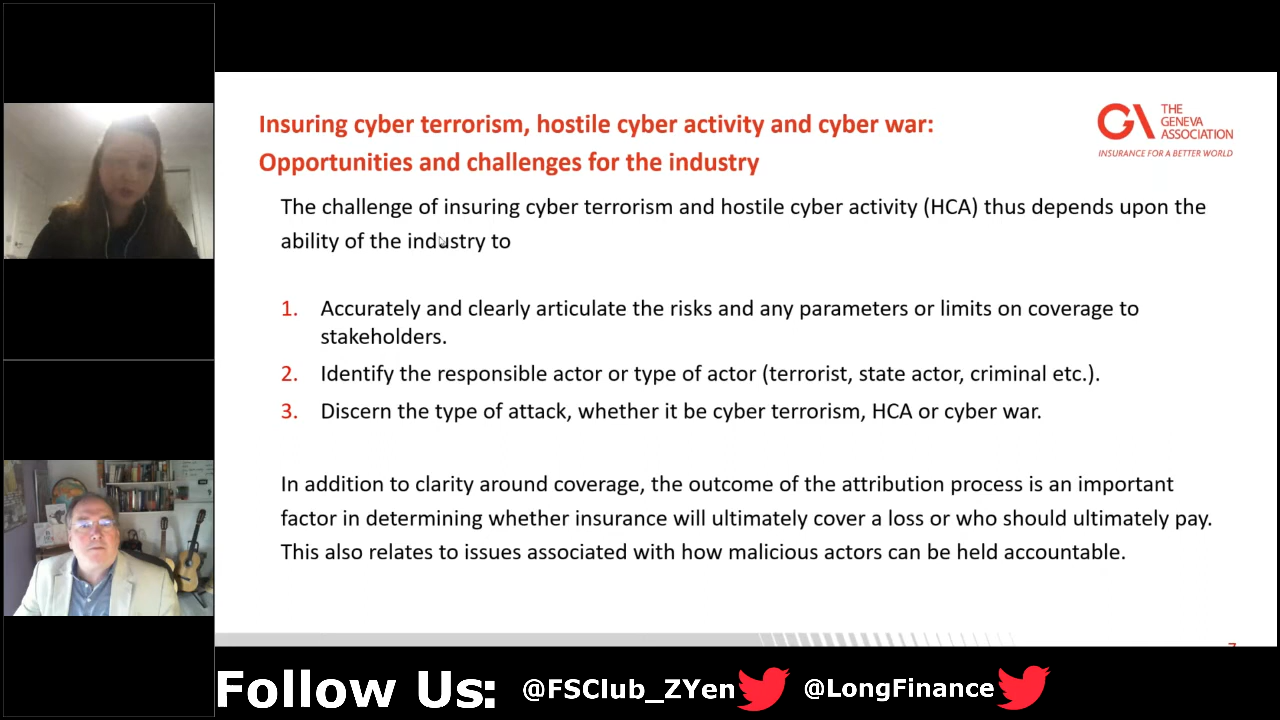 Insuring cyber terrorism, hostile cyber activity and cyber war:
Opportunities and challenges for the industry
THE
GENEVA
ASSOCIATION
INSURANCE FOR A BETTER WORLD
The challenge of insuring cyber terrorism and hostile cyber activity (HCA) thus depends upon the
ability of the industry to
1. Accurately and clearly articulate the risks and any parameters or limits on coverage to
stakeholders.
2. Identify the responsible actor or type of actor (terrorist, state actor, criminal etc.).
3. Discern the type of attack, whether it be cyber terrorism, HCA or cyber war.
In addition to clarity around coverage, the outcome of the attribution process is an important
factor in determining whether insurance will ultimately cover a loss or who should ultimately pay.
This also relates to issues associated with how malicious actors can be held accountable.
Follow Us: @FSClub_ZYen @LongFinance